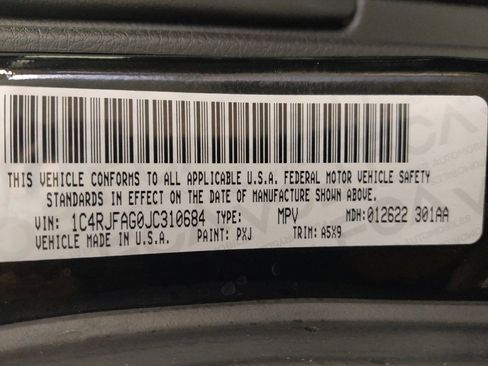 THIS VEHICLE CONFORMS TO ALL APPLICABLE U.S.A. FEDERAL MOTOR VEHICLE SAFETY
STANDARDS IN EFFECT ON THE DATE OF MANUFACTURE SHOWN ABOVE.
VIN: 1C4RJFAG0JC310684 TYPE: MPV MDH: 012622 301AA
VEHICLE MADE IN U.S.A. PAINT: PXJ TRIM: A5X9